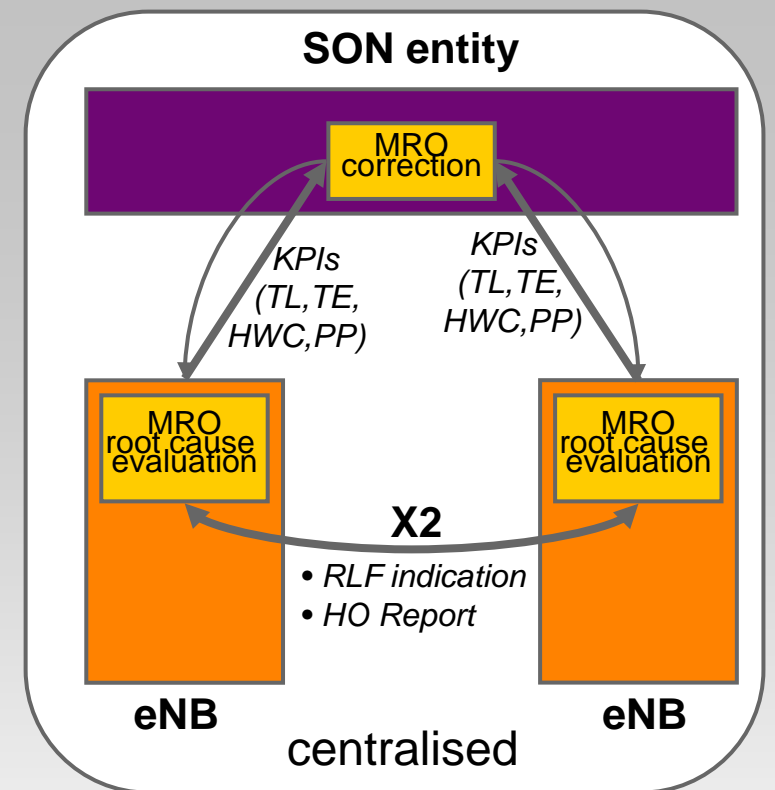 SON entity
MRO
correction
KPIs
(TL,TE,
HWC,PP)
KPIs
(TL,TE,
HWC,PP)
MRO
root cause
evaluation
MRO
root cause
evaluation
X2
• RLF indication
• HO Report
eNB
eNB
centralised